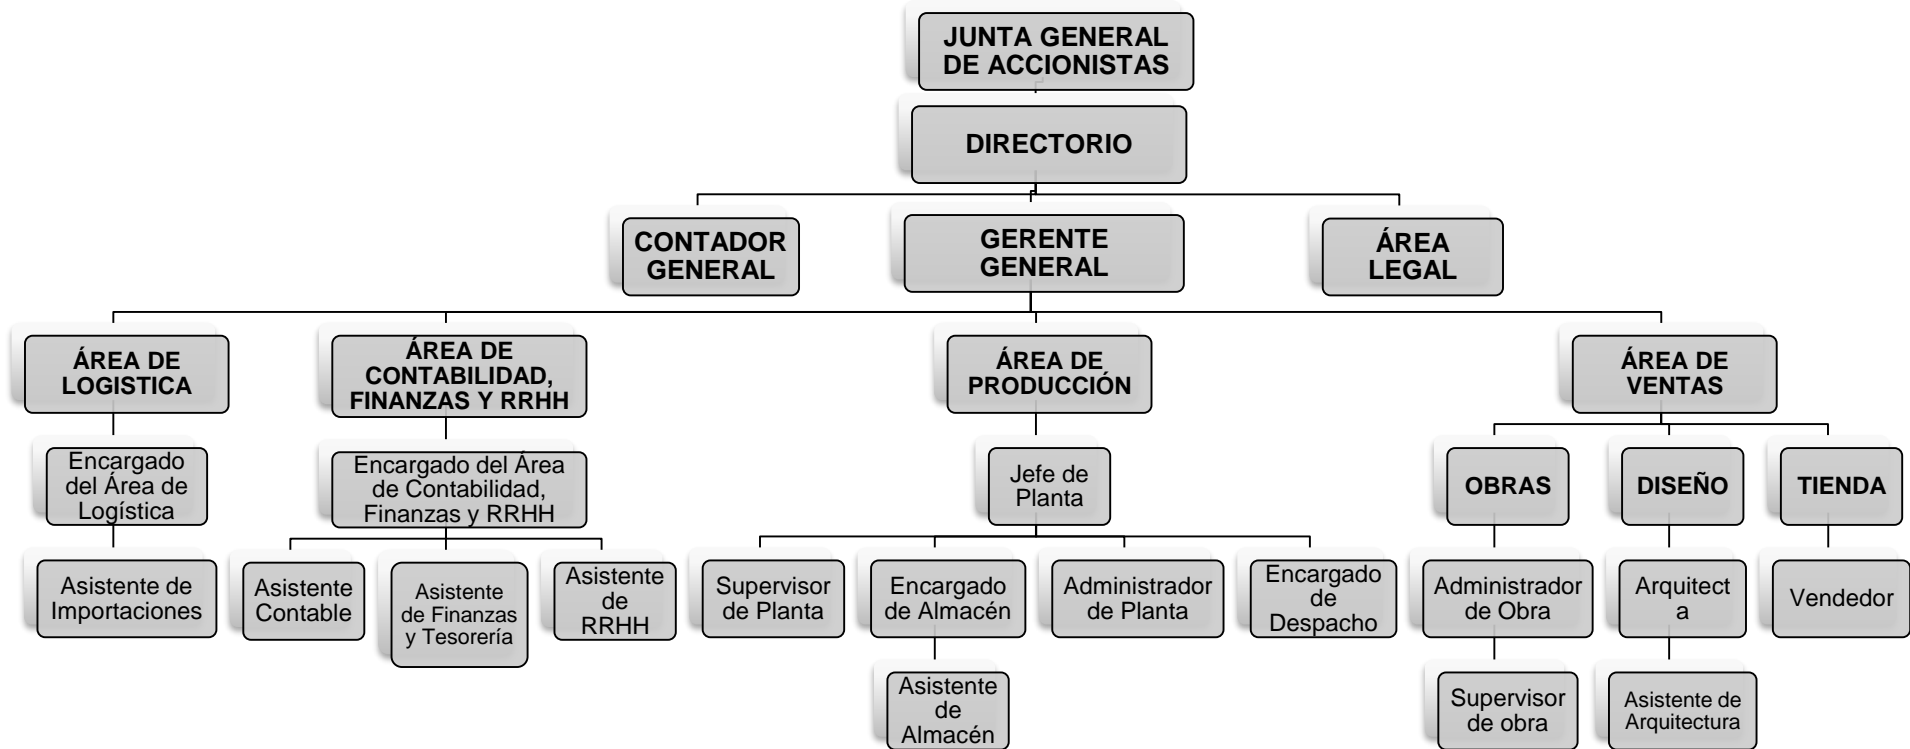 JUNTA GENERAL
DE ACCIONISTAS
DIRECTORIO
CONTADOR
GENERAL
GERENTE
GENERAL
ÁREA
LEGAL
ÁREA DE
LOGISTICA
ÁREA DE
CONTABILIDAD,
FINANZAS Y RRHH
ÁREA DE
PRODUCCIÓN
ÁREA DE
VENTAS
Encargado
del Área de
Logística
Encargado del Área
de Contabilidad,
Finanzas y RRHH
Jefe de
Planta
OBRAS
DISEÑO
TIENDA
Asistente de
Importaciones
Asistente
Contable
Asistente
de Finanzas
y Tesorería
Asistente
de
RRHH
Supervisor
de Planta
Encargado
de Almacén
Administrador
de Planta
Encargado
de
Despacho
Administrador
de Obra
Arquitect
a
Vendedor
Asistente
de
Almacén
Supervisor
de obra
Asistente de
Arquitectura